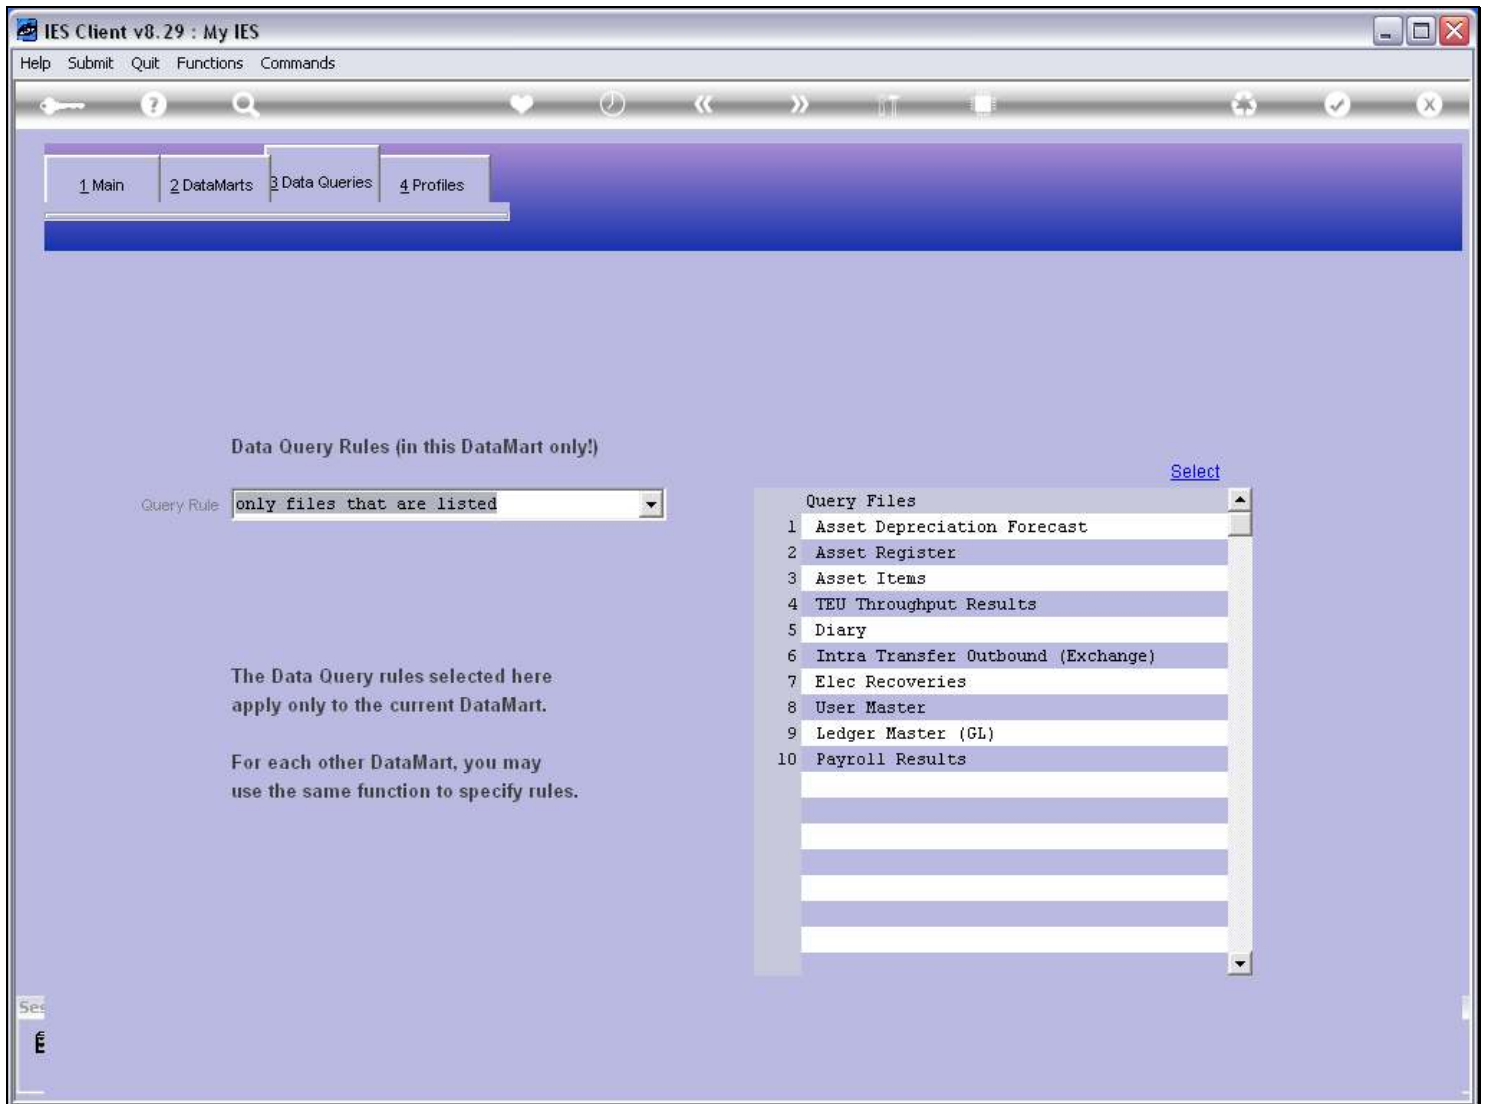 IES Client v8.29 : My IES
Help Submit Quit Functions Commands
1 Main 2 DataMarts 3 Data Queries 4 Profiles
Data Query Rules (in this DataMart only!)
Select
Query Rule only files that are listed
Query Files
1 Asset Depreciation Forecast
2 Asset Register
3 Asset Items
4 TEU Throughput Results
5 Diary
6 Intra Transfer Outbound (Exchange)
7 Elec Recoveries
8 User Master
9 Ledger Master (GL)
10 Payroll Results
The Data Query rules selected here
apply only to the current DataMart.
For each other DataMart, you may
use the same function to specify rules.